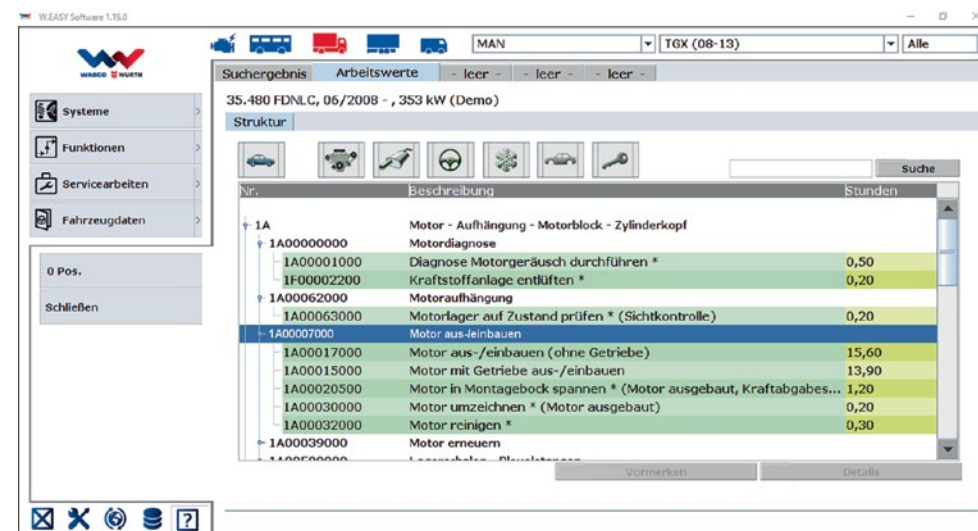 W.EASY Software 1.19.0
MAN
TGX (08-13)
Alle
WABCO WÜRTH
Suchergebnis Arbeitswerte - leer - - leer - - leer -
35.480 FDNLC, 06/2008 - , 353 kW (Demo)
Struktur
Systeme
Funktionen
Servicearbeiten
Fahrzeugdaten
0 Pos.
Schließen
Suche
Nr. Beschreibung Stunden
1A Motor - Aufhängung - Motorblock - Zylinderkopf
1A00000000 Motordiagnose
1A00001000 Diagnose Motorgeräusch durchführen * 0,50
1F00002200 Kraftstoffanlage entlüften * 0,20
1A00062000 Motoraufhängung
1A00063000 Motorlager auf Zustand prüfen * (Sichtkontrolle) 0,20
1A00007000 Motor aus-/einbauen
1A00017000 Motor aus-/einbauen (ohne Getriebe) 15,60
1A00015000 Motor mit Getriebe aus-/einbauen 13,90
1A00020500 Motor in Montagebock spannen * (Motor ausgebaut, Kraftabgabes... 1,20
1A00030000 Motor umzeichnen * (Motor ausgebaut) 0,20
1A00032000 Motor reinigen * 0,30
1A00039000 Motor erneuern
Vormerken Details